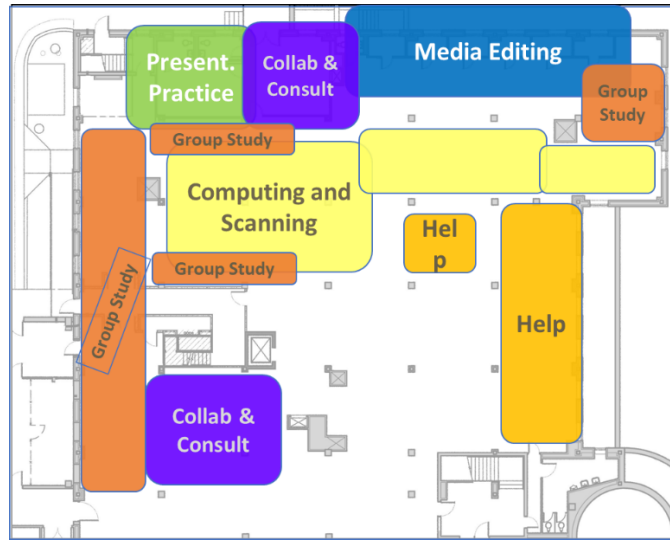 Present.
Practice
Collab &
Consult
Media Editing
Group
Study
Group Study
Computing and
Scanning
Hel
p
Group Study
Group Study
Help
Collab &
Consult